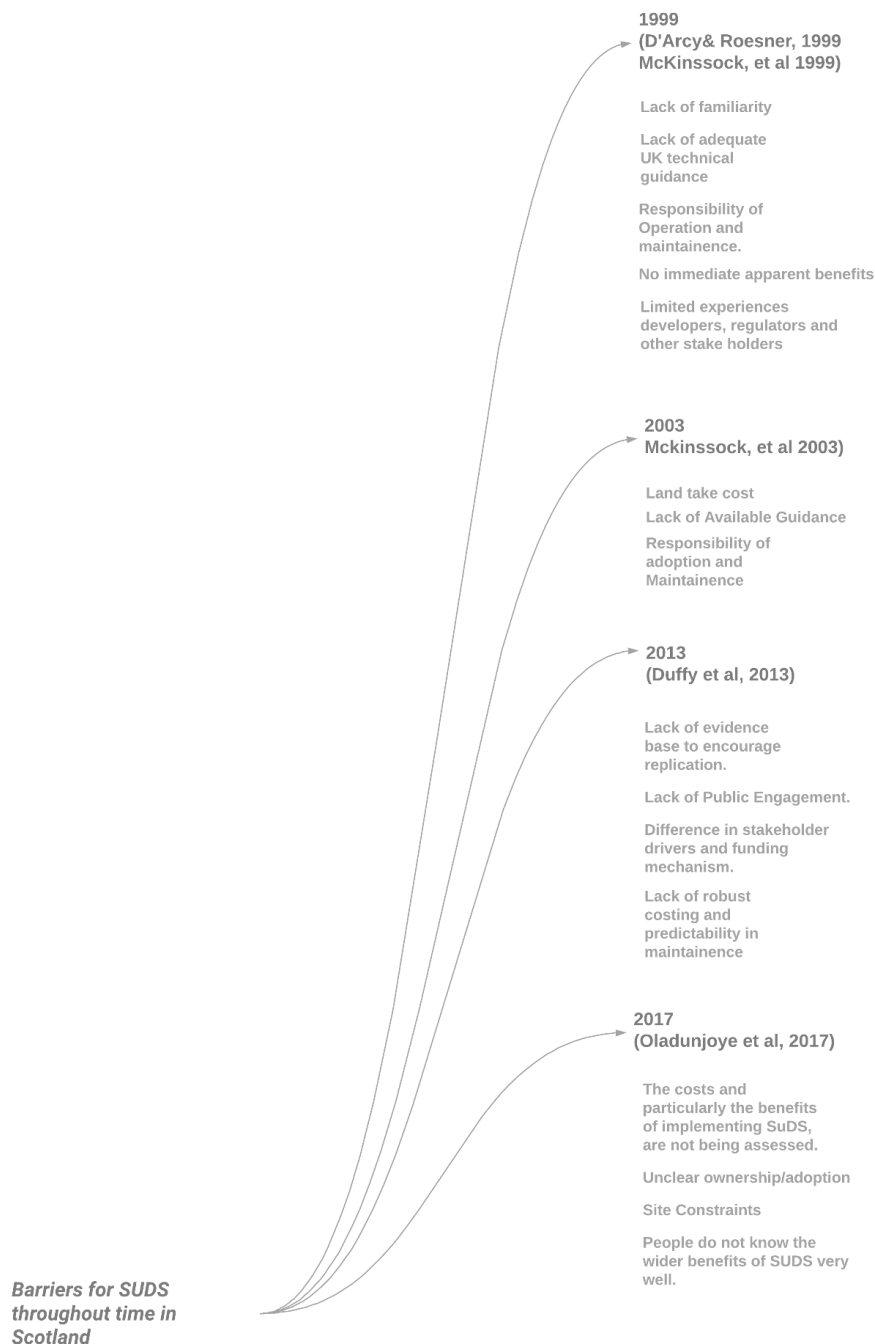 1999
(D'Arcy& Roesner, 1999
McKinssock, et al 1999)
Lack of familiarity
Lack of adequate
UK technical
guidance
Responsibility of
Operation and
maintainence.
No immediate apparent benefits
Limited experiences
developers, regulators and
other stake holders
2003
Mckinssock, et al 2003)
Land take cost
Lack of Available Guidance
Responsibility of
adoption and
Maintainence
2013
(Duffy et al, 2013)
Lack of evidence
base to encourage
replication.
Lack of Public Engagement.
Difference in stakeholder
drivers and funding
mechanism.
Lack of robust
costing and
predictability in
maintainence
2017
(Oladunjoye et al, 2017)
The costs and
particularly the benefits
of implementing SuDS,
are not being assessed.
Unclear ownership/adoption
Site Constraints
People do not know the
wider benefits of SUDS very
well.
Barriers for SUDS
throughout time in
Scotland